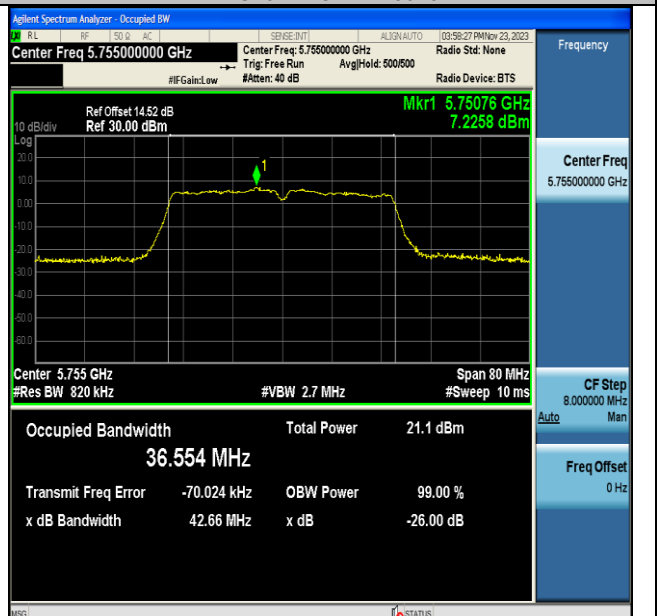 Agilent Spectrum Analyzer - Occupied BW
RL RF 50 Ω AC SENSE:INT ALIGN AUTO 03:58:27 PM Nov 23, 2023
Center Freq 5.755000000 GHz
Center Freq: 5.755000000 GHz Radio Std: None
Trig: Free Run Avg|Hold: 500/500
#IFGain:Low #Atten: 40 dB Radio Device: BTS
Frequency
Ref Offset 14.52 dB Mkr1 5.75076 GHz
10 dB/div Ref 30.00 dBm 7.2258 dBm
Log
20.0
10.0
0.00
-10.0
-20.0
-30.0
-40.0
-50.0
-60.0
1
Center Freq
5.755000000 GHz
Center 5.755 GHz Span 80 MHz
#Res BW 820 kHz #VBW 2.7 MHz #Sweep 10 ms
CF Step
8.000000 MHz
Auto Man
Occupied Bandwidth Total Power 21.1 dBm
36.554 MHz
Transmit Freq Error -70.024 kHz OBW Power 99.00 %
x dB Bandwidth 42.66 MHz x dB -26.00 dB
Freq Offset
0 Hz
MSG STATUS